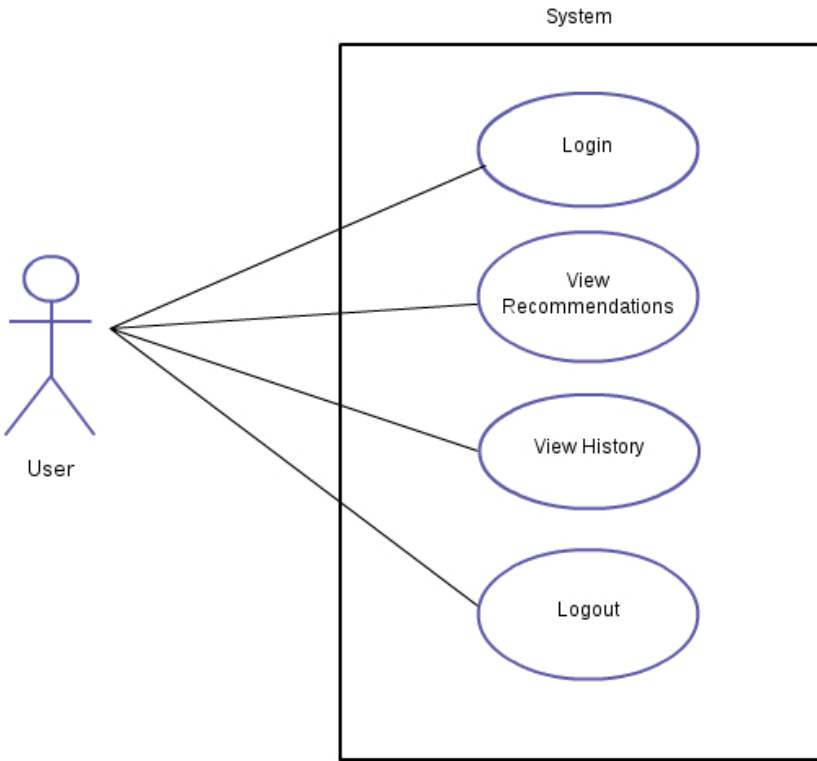 System
Login
View
Recommendations
View History
Logout
User